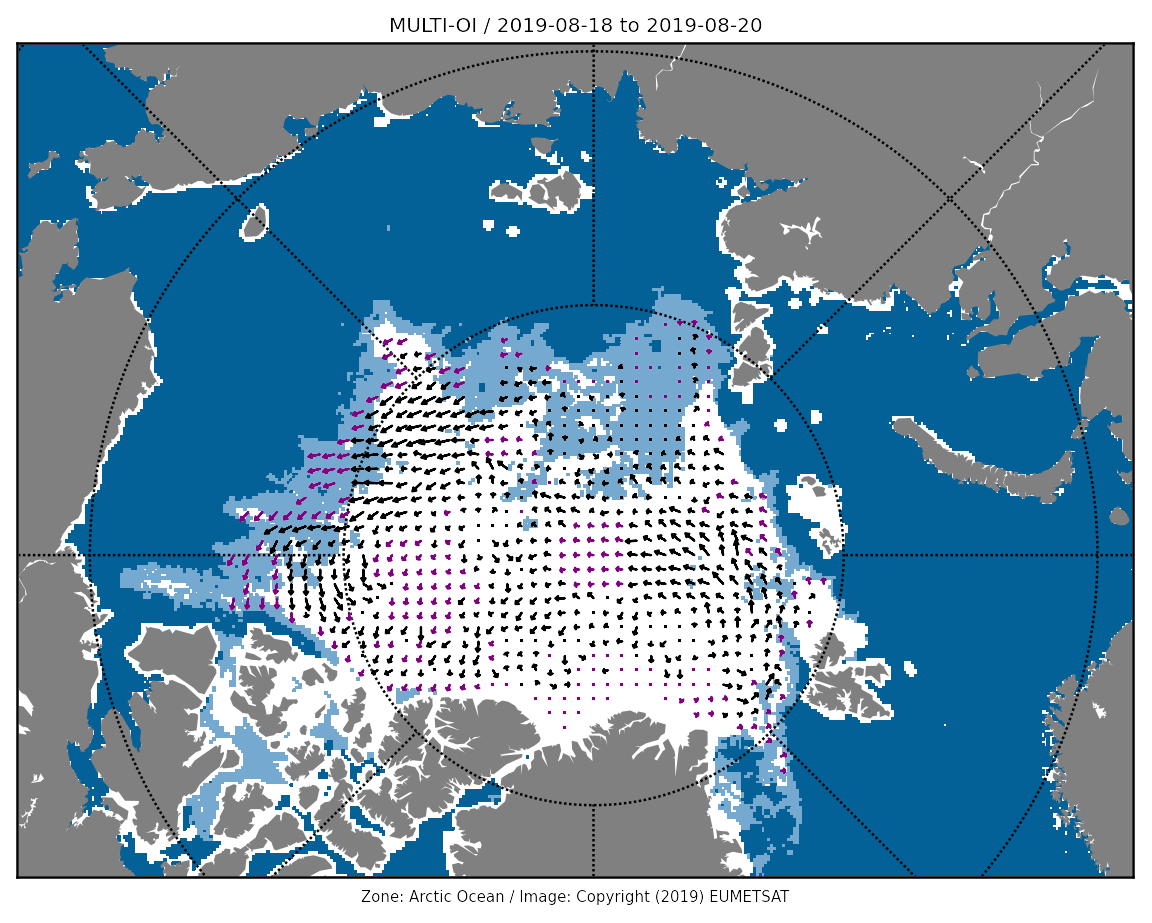 MULTI-OI / 2019-08-18 to 2019-08-20
Zone: Arctic Ocean / Image: Copyright (2019) EUMETSAT